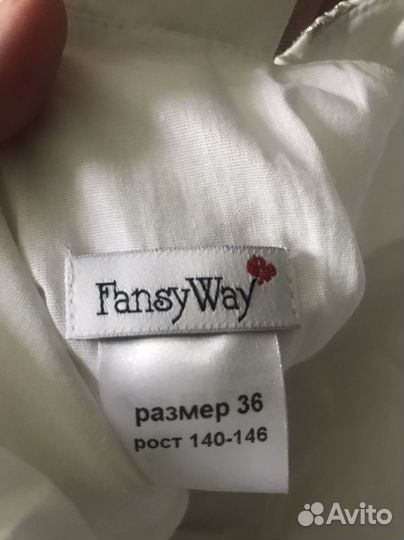 FansyWay
размер 36
рост 140-146
Avito